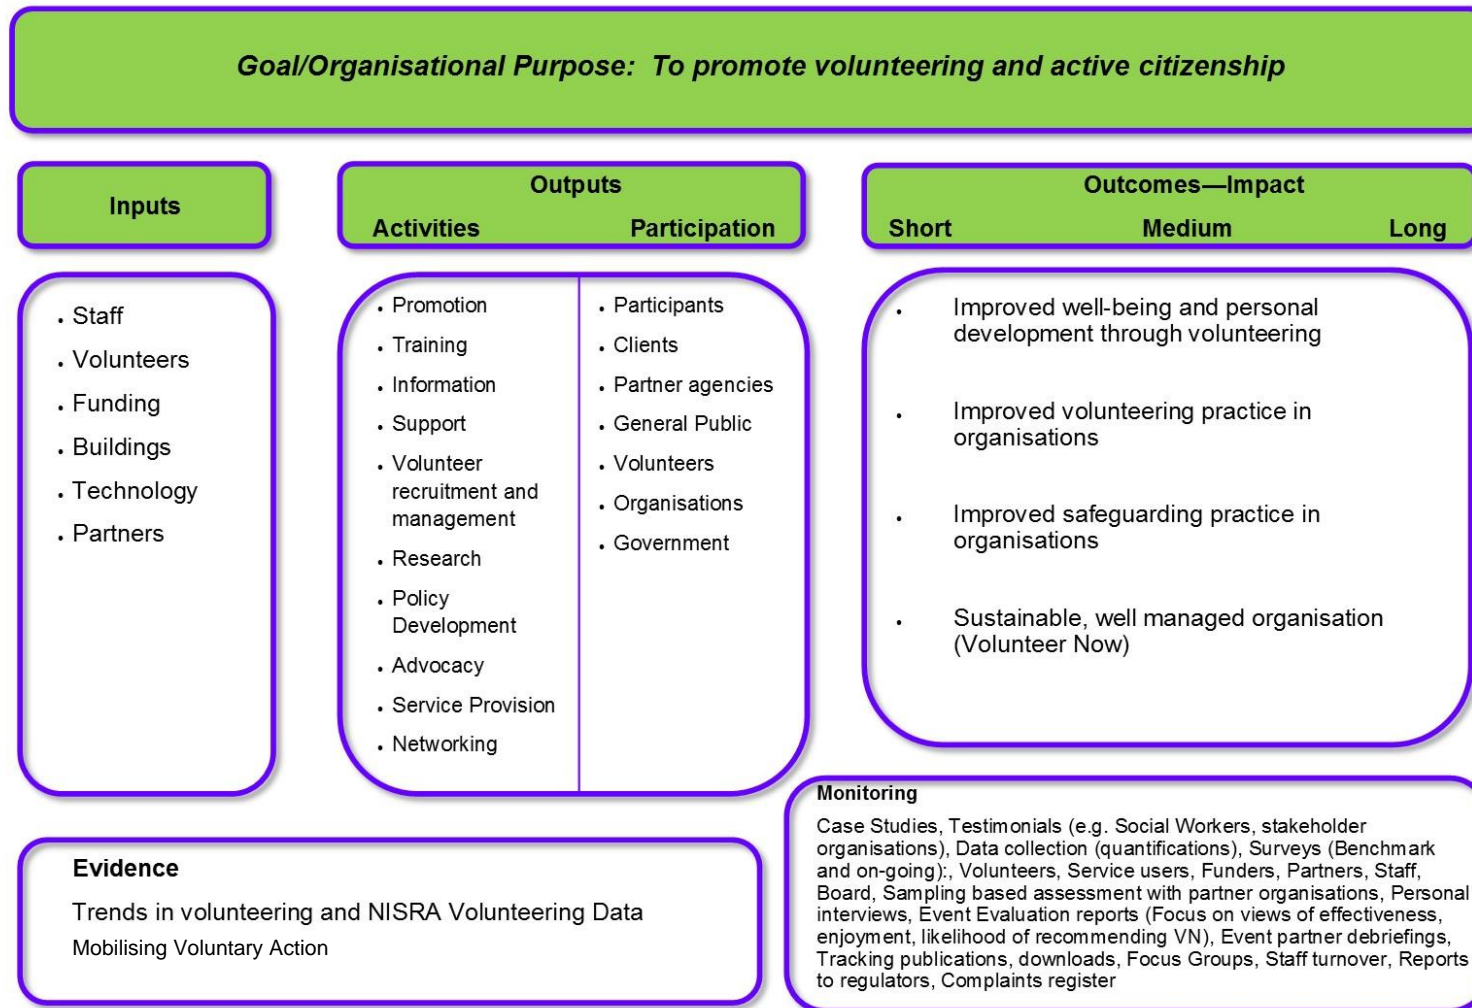 Goal/Organisational Purpose: To promote volunteering and active citizenship
Inputs
Outputs
Activities Participation
Outcomes—Impact
Short Medium Long
• Staff
• Volunteers
• Funding
• Buildings
• Technology
• Partners
• Promotion
• Training
• Information
• Support
• Volunteer
recruitment and
management
• Research
• Policy
Development
• Advocacy
• Service Provision
• Networking
• Participants
• Clients
• Partner agencies
• General Public
• Volunteers
• Organisations
• Government
• Improved well-being and personal
development through volunteering
• Improved volunteering practice in
organisations
• Improved safeguarding practice in
organisations
• Sustainable, well managed organisation
(Volunteer Now)
Evidence
Trends in volunteering and NISRA Volunteering Data
Mobilising Voluntary Action
Monitoring
Case Studies, Testimonials (e.g. Social Workers, stakeholder
organisations), Data collection (quantifications), Surveys (Benchmark
and on-going):, Volunteers, Service users, Funders, Partners, Staff,
Board, Sampling based assessment with partner organisations, Personal
interviews, Event Evaluation reports (Focus on views of effectiveness,
enjoyment, likelihood of recommending VN), Event partner debriefings,
Tracking publications, downloads, Focus Groups, Staff turnover, Reports
to regulators, Complaints register